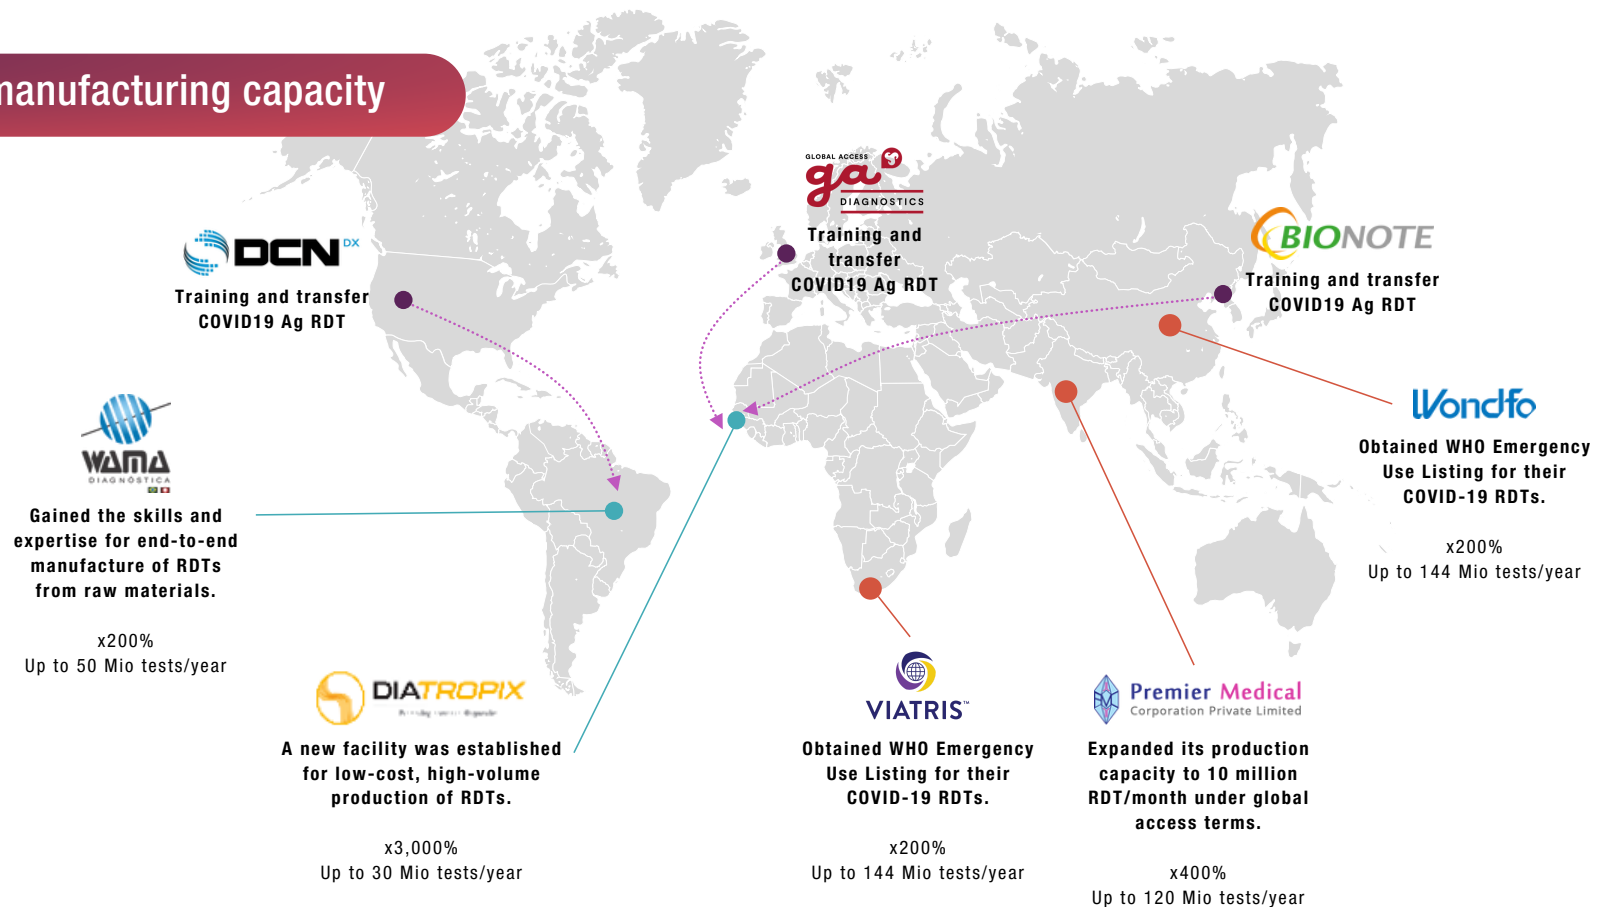 manufacturing capacity
GLOBAL ACCESS
ga
DIAGNOSTICS
Training and
transfer
COVID19 Ag RDT
DCN DX
Training and transfer
COVID19 Ag RDT
BIONOTE
Training and transfer
COVID19 Ag RDT
WAMA
DIAGNÓSTICA
Gained the skills and
expertise for end-to-end
manufacture of RDTs
from raw materials.
x200%
Up to 50 Mio tests/year
Wondfo
Obtained WHO Emergency
Use Listing for their
COVID-19 RDTs.
x200%
Up to 144 Mio tests/year
DIATROPIX
A new facility was established
for low-cost, high-volume
production of RDTs.
x3,000%
Up to 30 Mio tests/year
VIATRIS™
Obtained WHO Emergency
Use Listing for their
COVID-19 RDTs.
x200%
Up to 144 Mio tests/year
Premier Medical
Corporation Private Limited
Expanded its production
capacity to 10 million
RDT/month under global
access terms.
x400%
Up to 120 Mio tests/year